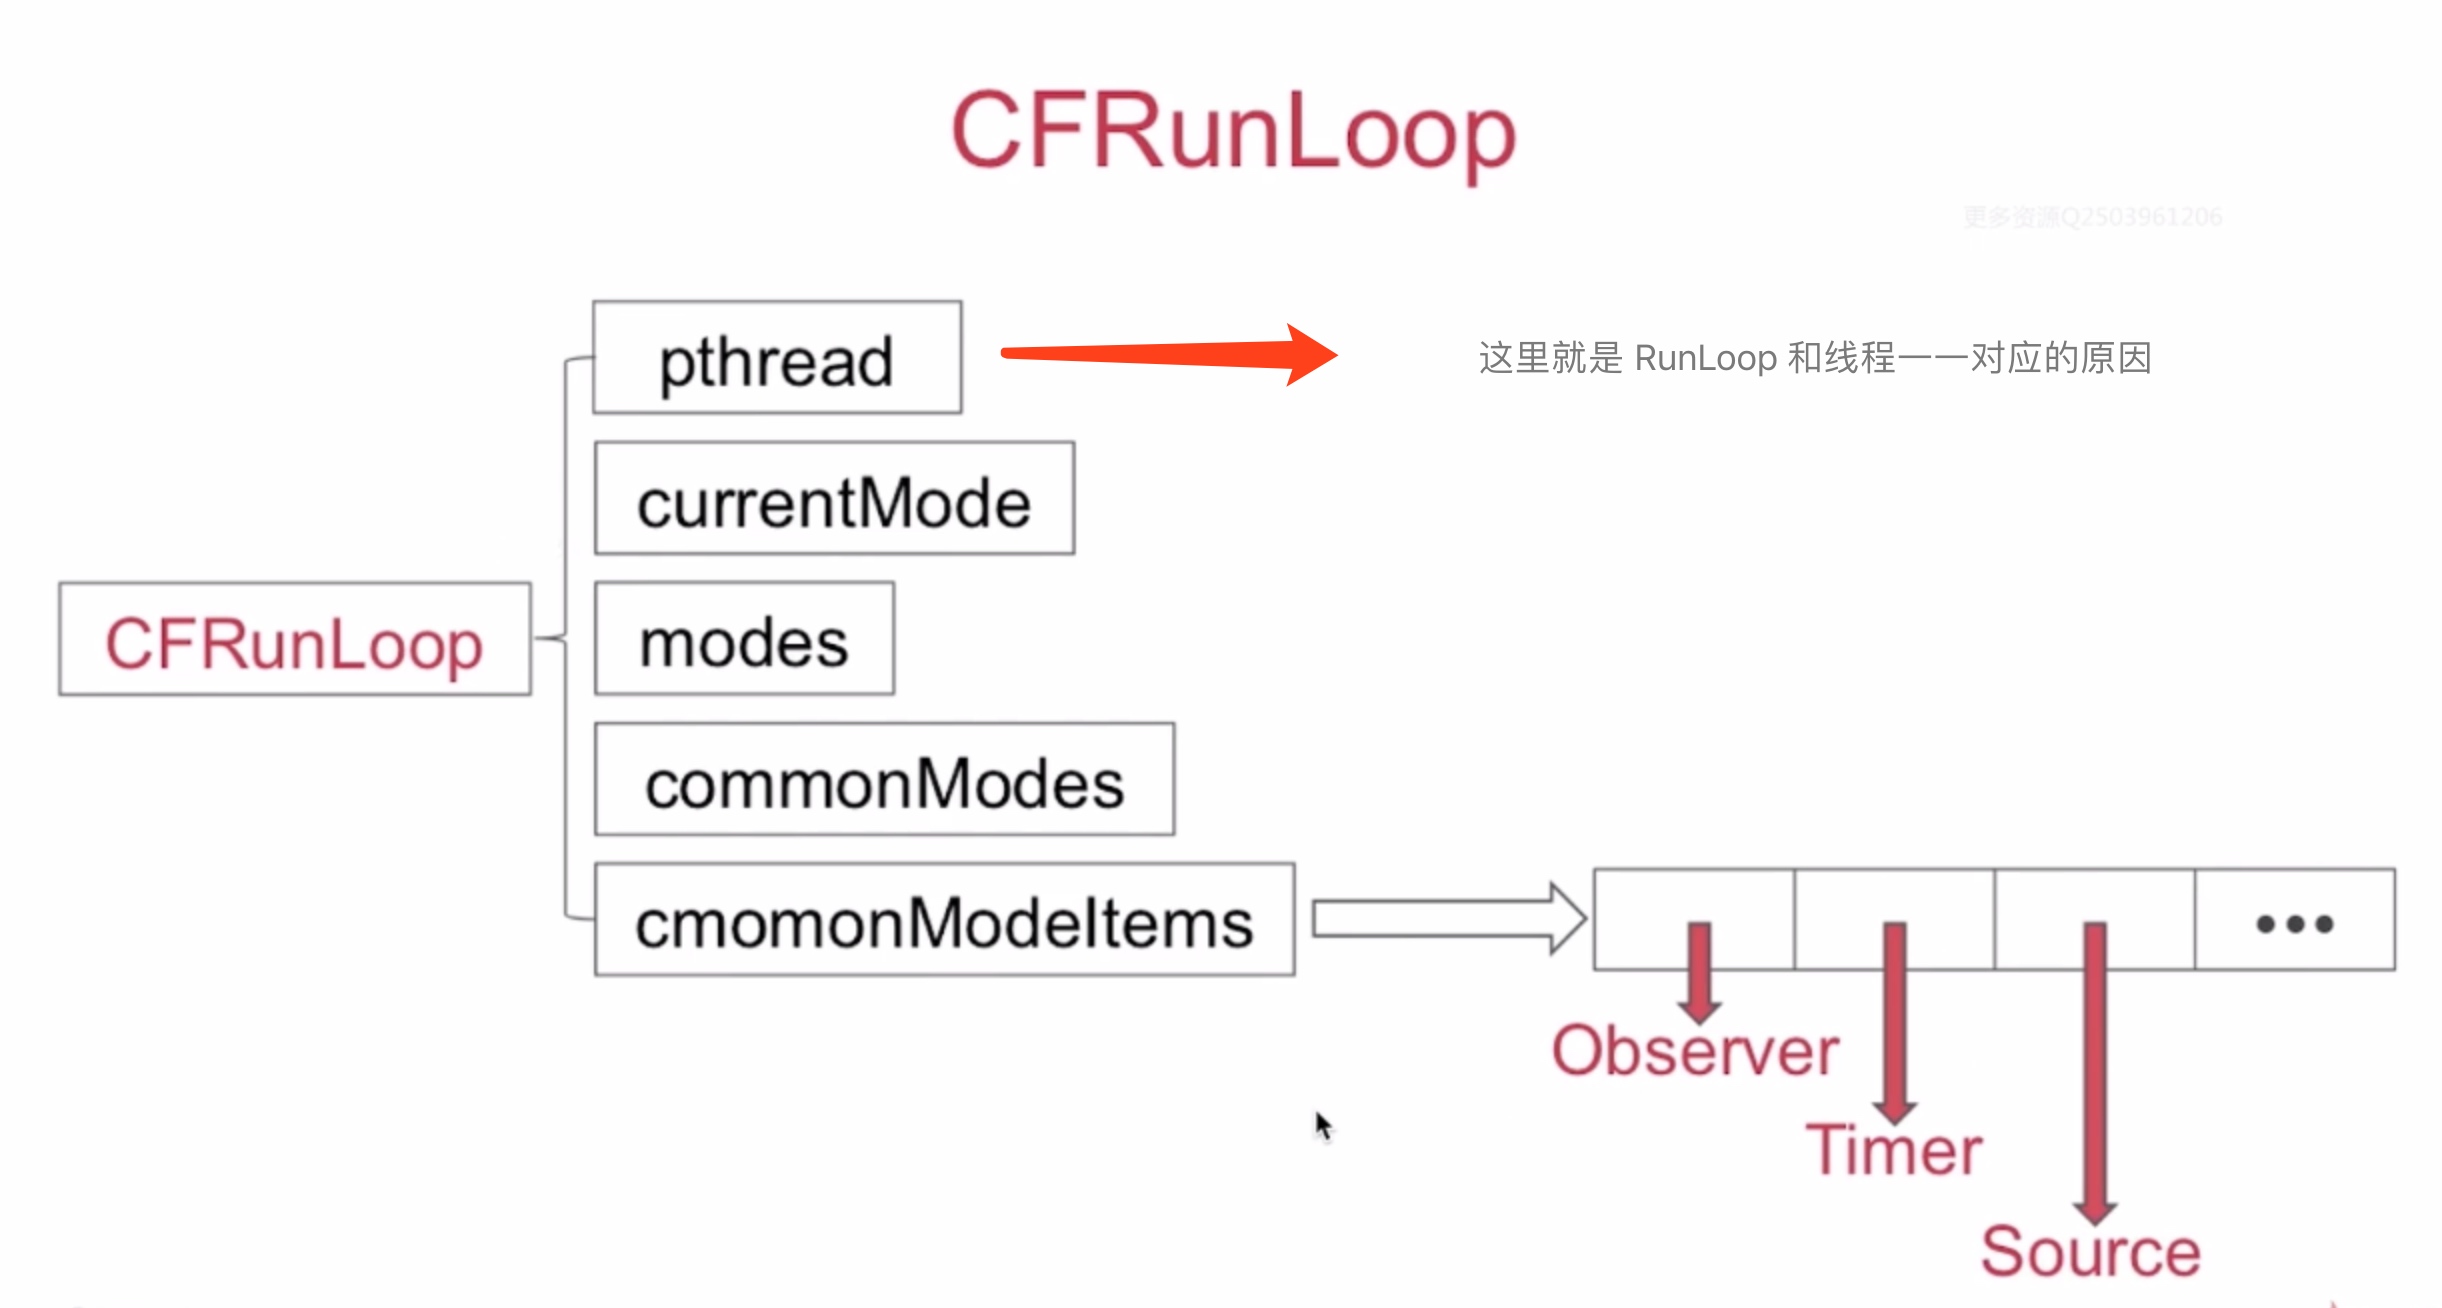 CFRunLoop
更多资源Q2503961206
pthread
这里就是 RunLoop 和线程一一对应的原因
currentMode
CFRunLoop
modes
commonModes
cmomonModeItems
•••
Observer
Timer
Source